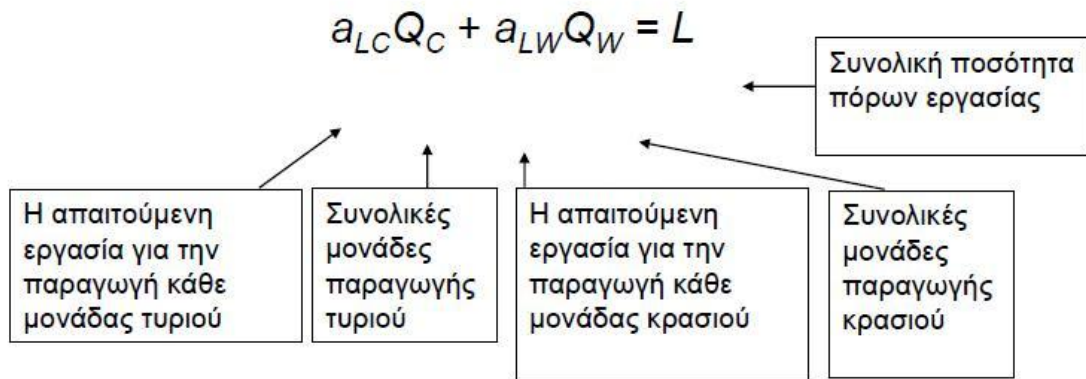 a_{LC}Q_C + a_{LW}Q_W = L
Συνολική ποσότητα
πόρων εργασίας
Η απαιτούμενη
εργασία για την
παραγωγή κάθε
μονάδας τυριού
Συνολικές
μονάδες
παραγωγής
τυριού
Η απαιτούμενη
εργασία για την
παραγωγή κάθε
μονάδας κρασιού
Συνολικές
μονάδες
παραγωγής
κρασιού